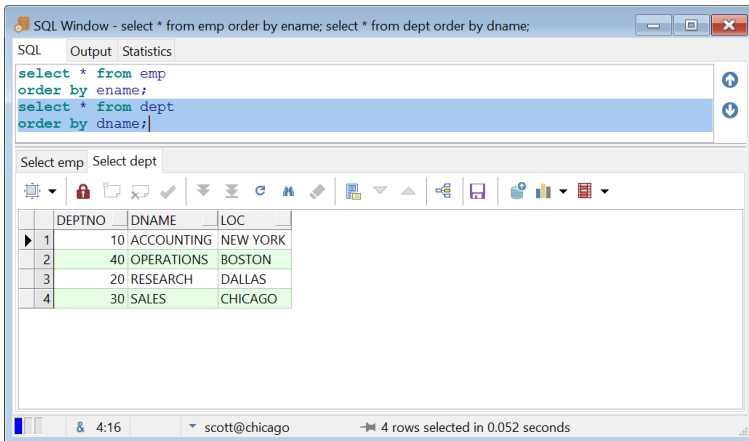 SQL Window - select * from emp order by ename; select * from dept order by dname;
SQL Output Statistics
select * from emp
order by ename;
select * from dept
order by dname;
Select emp Select dept
DEPTNO DNAME LOC
1 10 ACCOUNTING NEW YORK
2 40 OPERATIONS BOSTON
3 20 RESEARCH DALLAS
4 30 SALES CHICAGO
& 4:16 scott@chicago 4 rows selected in 0.052 seconds